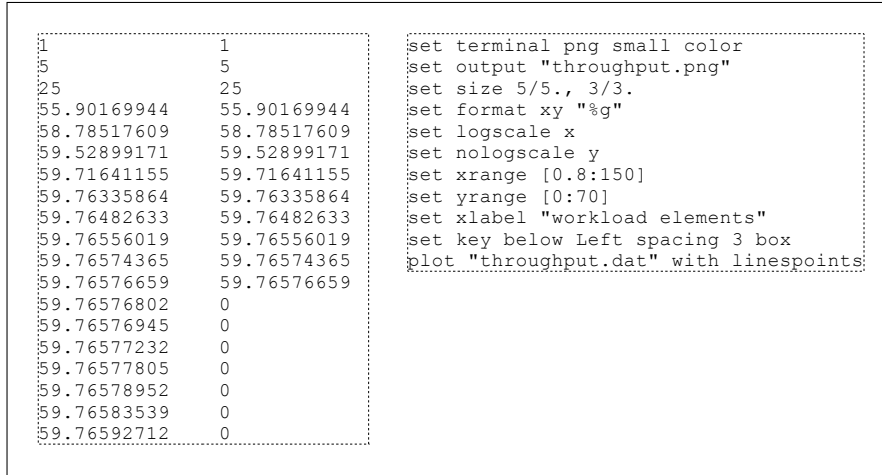 1 1
5 5
25 25
55.90169944 55.90169944
58.78517609 58.78517609
59.52899171 59.52899171
59.71641155 59.71641155
59.76335864 59.76335864
59.76482633 59.76482633
59.76556019 59.76556019
59.76574365 59.76574365
59.76576659 59.76576659
59.76576802 0
59.76576945 0
59.76577232 0
59.76577805 0
59.76578952 0
59.76583539 0
59.76592712 0
set terminal png small color
set output "throughput.png"
set size 5/5., 3/3.
set format xy "%g"
set logscale x
set nologscale y
set xrange [0.8:150]
set yrange [0:70]
set xlabel "workload elements"
set key below Left spacing 3 box
plot "throughput.dat" with linespoints